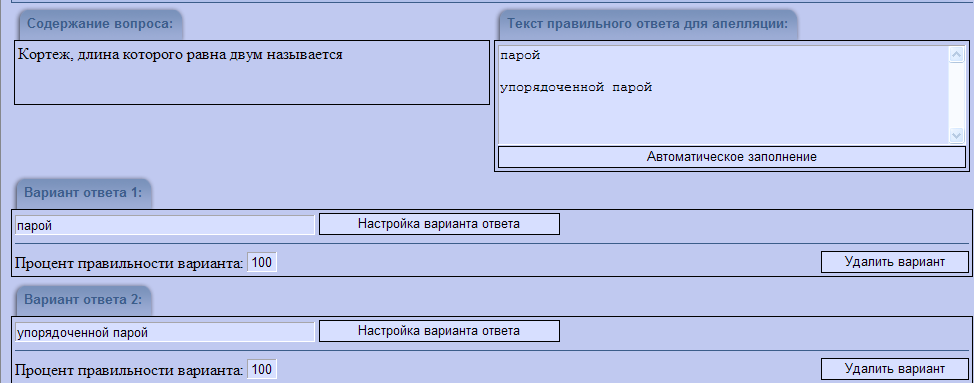 Содержание вопроса:
Текст правильного ответа для апелляции:
Кортеж, длина которого равна двум называется
парой
упорядоченной парой
Автоматическое заполнение
Вариант ответа 1:
парой
Настройка варианта ответа
Процент правильности варианта: 100
Удалить вариант
Вариант ответа 2:
упорядоченной парой
Настройка варианта ответа
Процент правильности варианта: 100
Удалить вариант